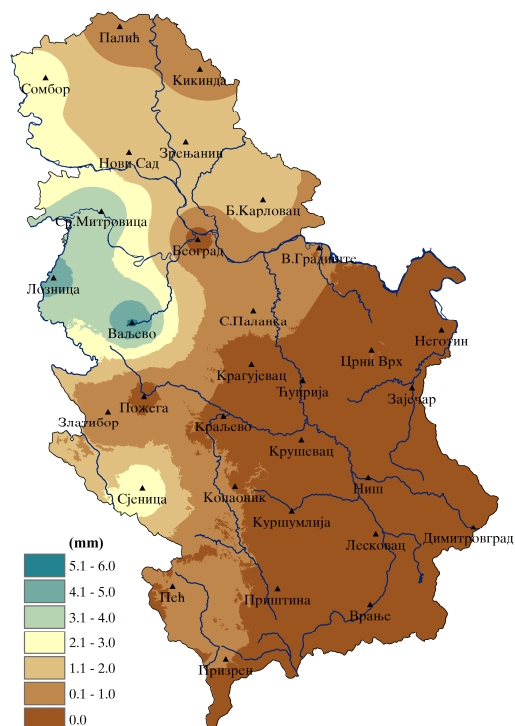 Палић
Кикинда
Сомбор
Зрењанин
Нови Сад
Б.Карловац
Ср.Митровица
Београд
В.Градиште
Лозница
С.Паланка
Ваљево
Неготин
Црни Врх
Крагујевац
Ћуприја
Зајечар
Пожега
Златибор
Краљево
Крушевац
Ниш
Сјеница
Копаоник
Куршумлија
Димитровград
Лесковац
Пећ
Приштина
Врање
Призрен
(mm)
5.1 - 6.0
4.1 - 5.0
3.1 - 4.0
2.1 - 3.0
1.1 - 2.0
0.1 - 1.0
0.0